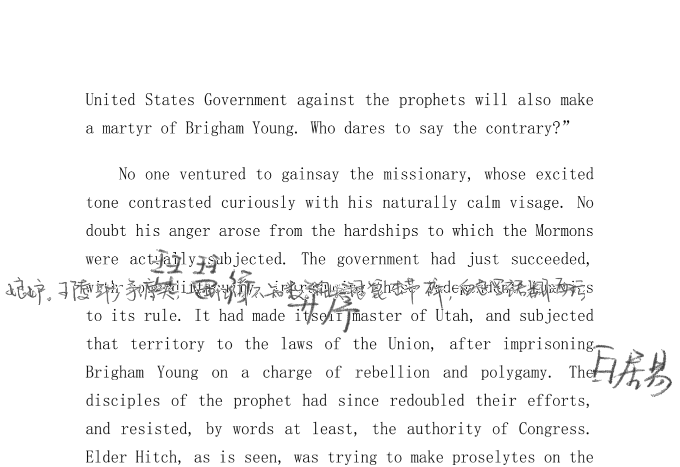 United States Government against the prophets will also make
a martyr of Brigham Young. Who dares to say the contrary?”
No one ventured to gainsay the missionary, whose excited
tone contrasted curiously with his naturally calm visage. No
doubt his anger arose from the hardships to which the Mormons
were actually subjected. The government had just succeeded,
to its rule. It had made itself master of Utah, and subjected
that territory to the laws of the Union, after imprisoning
Brigham Young on a charge of rebellion and polygamy. The
白居易
disciples of the prophet had since redoubled their efforts,
and resisted, by words at least, the authority of Congress.
Elder Hitch, as is seen, was trying to make proselytes on the